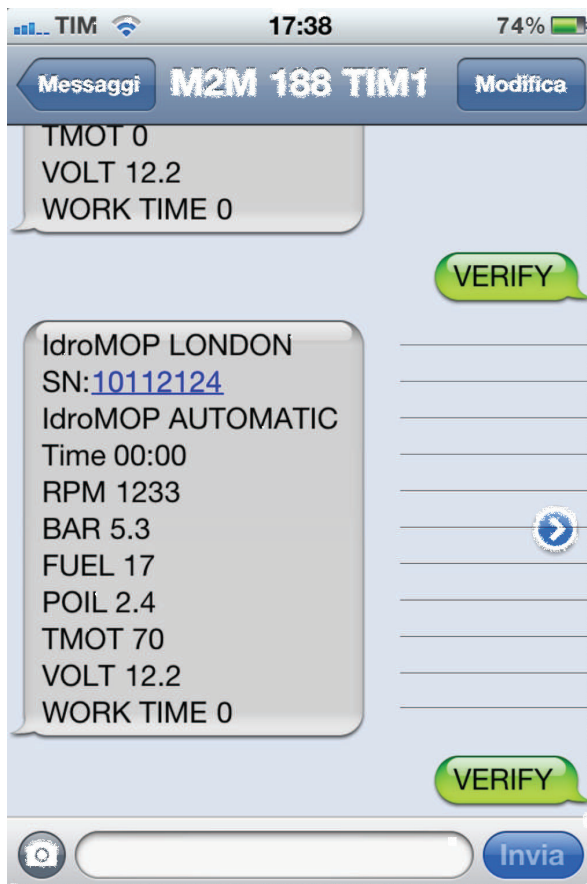 TIM 17:38 74%
Messaggi M2M 188 TIM1 Modifica
TMOT 0
VOLT 12.2
WORK TIME 0
VERIFY
IdroMOP LONDON
SN:10112124
IdroMOP AUTOMATIC
Time 00:00
RPM 1233
BAR 5.3
FUEL 17
POIL 2.4
TMOT 70
VOLT 12.2
WORK TIME 0
VERIFY
Invia